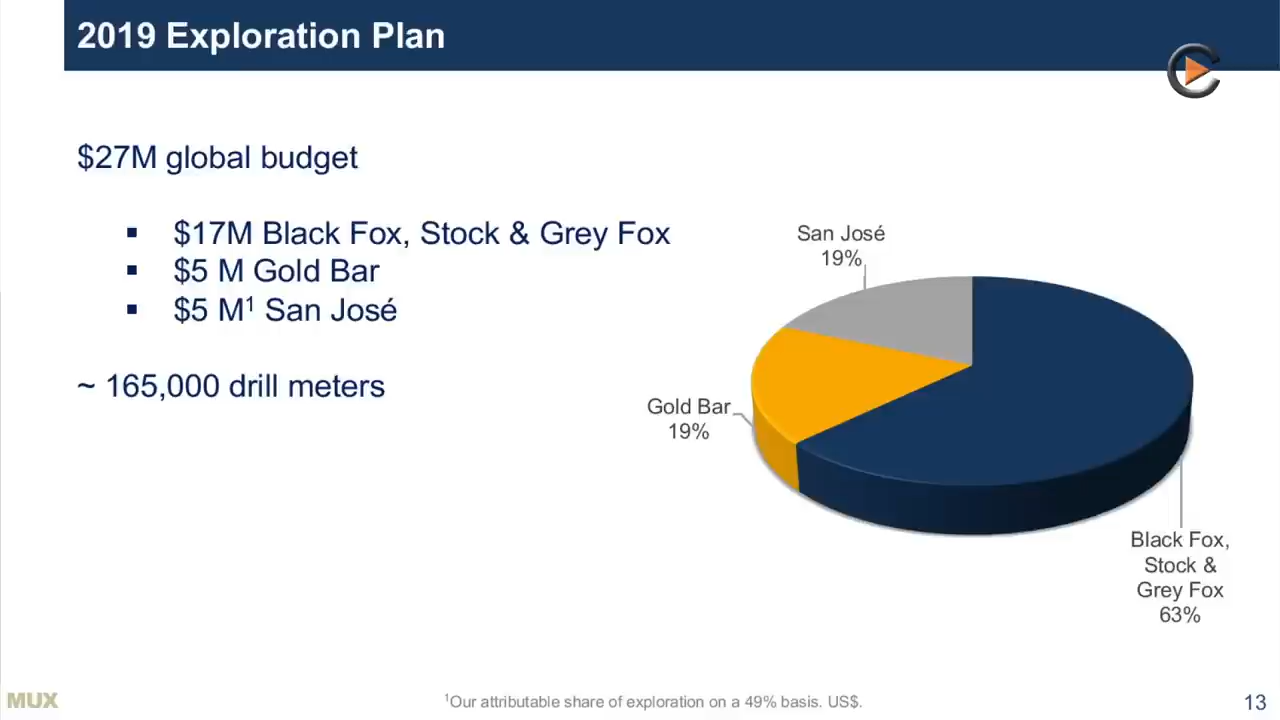 2019 Exploration Plan
$27M global budget
▪ $17M Black Fox, Stock & Grey Fox
▪ $5 M Gold Bar
▪ $5 M¹ San José
~ 165,000 drill meters
San José
19%
Gold Bar
19%
Black Fox,
Stock &
Grey Fox
63%
MUX
¹Our attributable share of exploration on a 49% basis. US$.
13